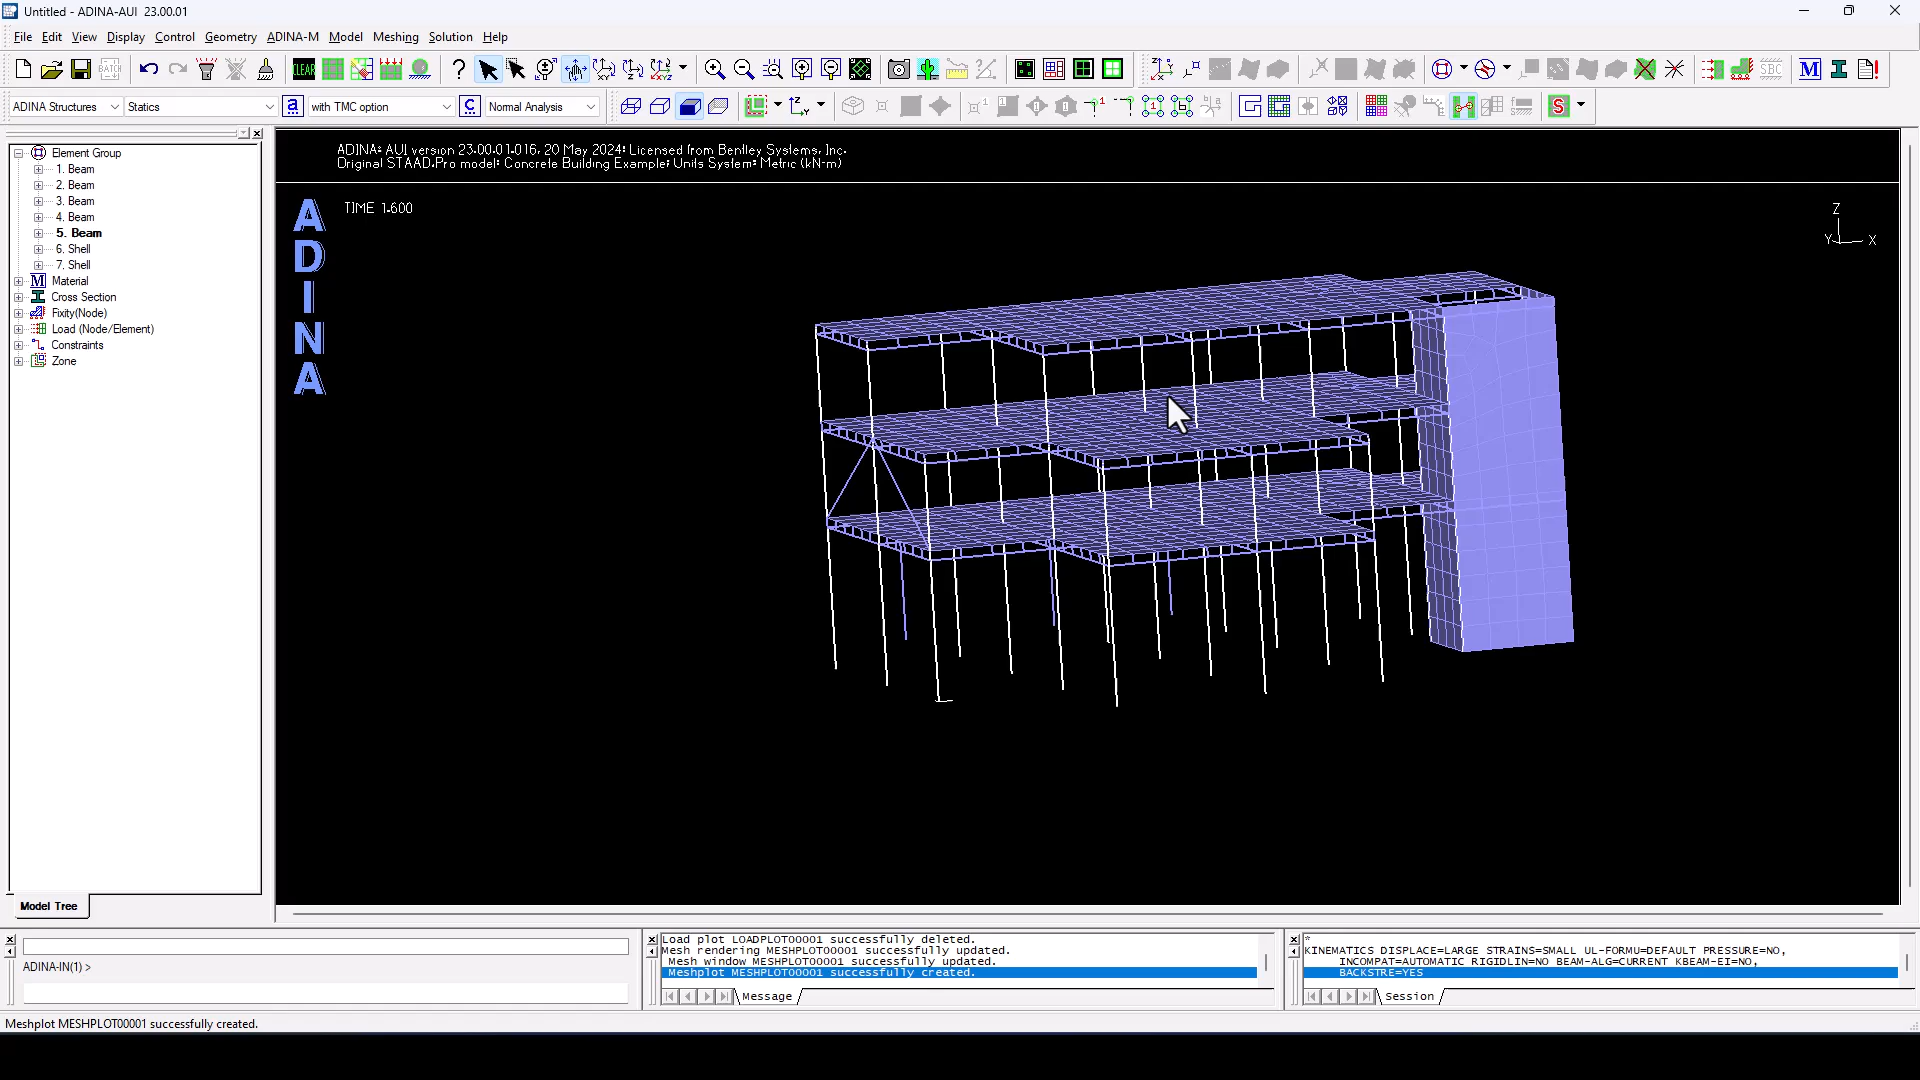 Untitled - ADINA-AUI 23.00.01
File Edit View Display Control Geometry ADINA-M Model Meshing Solution Help
CLEAR
BATCH
SBC
ADINA Structures Statics a with TMC option C Normal Analysis
Element Group
1. Beam
2. Beam
3. Beam
4. Beam
5. Beam
6. Shell
7. Shell
Material
Cross Section
Fixity(Node)
Load (Node/Element)
Constraints
Zone
Model Tree
ADINA: AUI version 23.00.01.016, 20 May 2024: Licensed from Bentley Systems, Inc.
Original STAAD.Pro model: Concrete Building Example; Units System: Metric (kN-m)
ADINA
TIME 1.600
Z
Y X
ADINA-IN(1) >
Load plot LOADPLOT00001 successfully deleted.
Mesh rendering MESHPLOT00001 successfully updated.
Mesh window MESHPLOT00001 successfully updated.
Meshplot MESHPLOT00001 successfully created.
Message
*
KINEMATICS DISPLACE=LARGE STRAINS=SMALL UL-FORMU=DEFAULT PRESSURE=NO,
INCOMPAT=AUTOMATIC RIGIDLIN=NO BEAM-ALG=CURRENT KBEAM-EI=NO,
BACKSTRE=YES
Session
Meshplot MESHPLOT00001 successfully created.